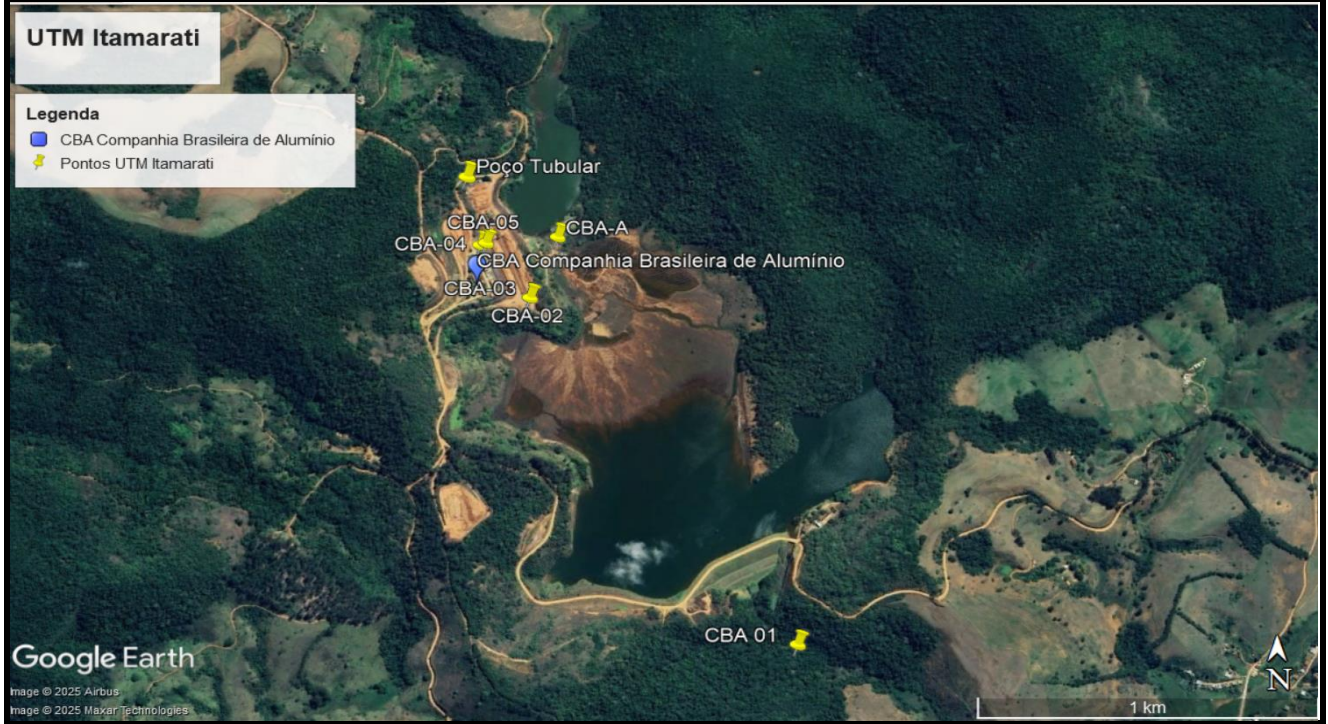 UTM Itamarati
Legenda
CBA Companhia Brasileira de Alumínio
Pontos UTM Itamarati
Poço Tubular
CBA-05
CBA-A
CBA-04
CBA Companhia Brasileira de Alumínio
CBA-03
CBA-02
CBA 01
Google Earth
Image © 2025 Airbus
Image © 2025 Maxar Technologies
N
1 km